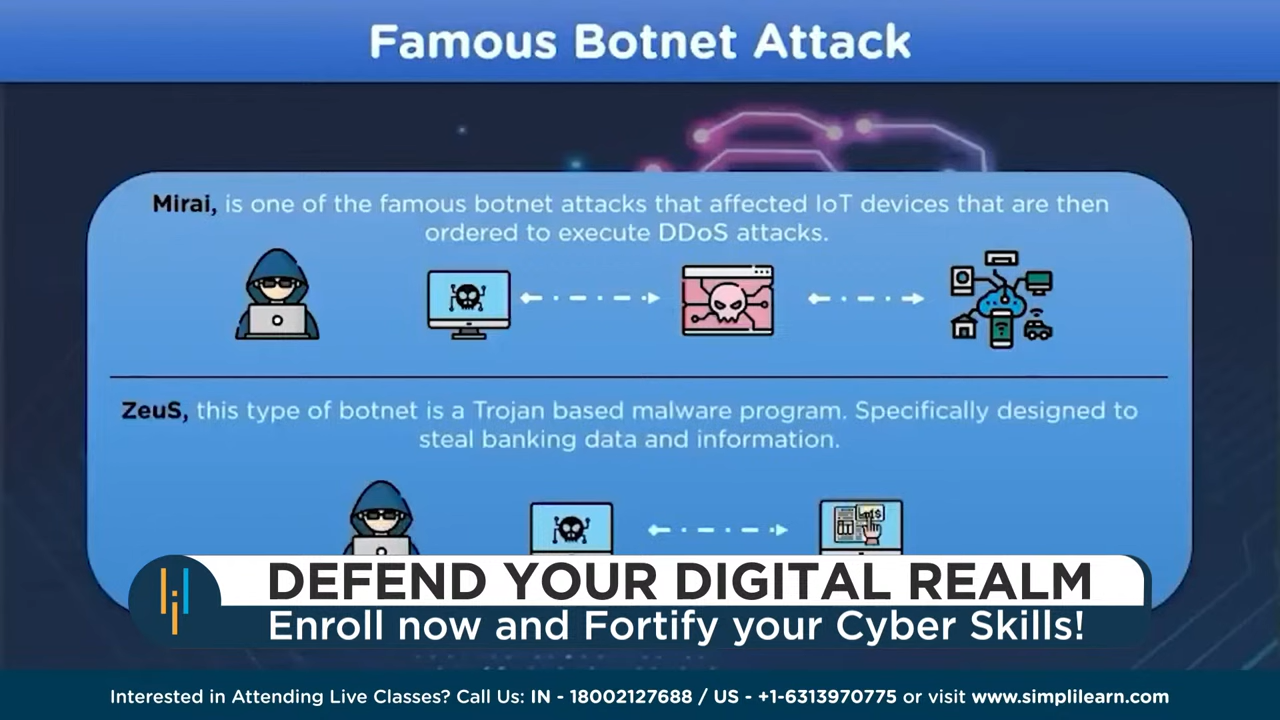 Famous Botnet Attack
Mirai, is one of the famous botnet attacks that affected IoT devices that are then
ordered to execute DDoS attacks.
ZeuS, this type of botnet is a Trojan based malware program. Specifically designed to
steal banking data and information.
DEFEND YOUR DIGITAL REALM
Enroll now and Fortify your Cyber Skills!
Interested in Attending Live Classes? Call Us: IN - 18002127688 / US - +1-6313970775 or visit www.simplilearn.com